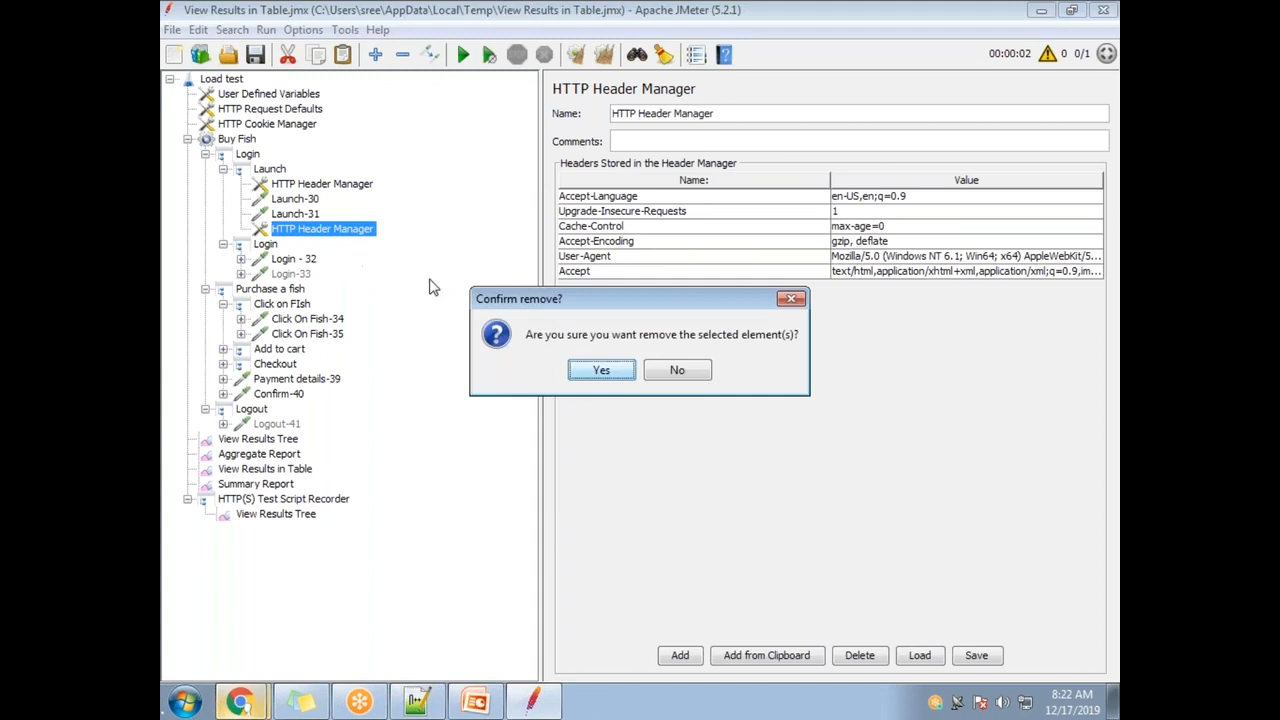 View Results in Table.jmx (C:\Users\sree\AppData\Local\Temp\View Results in Table.jmx) - Apache JMeter (5.2.1)
File Edit Search Run Options Tools Help
00:00:02 0 0/1
Load test
User Defined Variables
HTTP Request Defaults
HTTP Cookie Manager
Buy Fish
Login
Launch
HTTP Header Manager
Launch-30
Launch-31
HTTP Header Manager
Login
Login - 32
Login-33
Purchase a fish
Click on FIsh
Click On Fish-34
Click On Fish-35
Add to cart
Checkout
Payment details-39
Confirm-40
Logout
Logout-41
View Results Tree
Aggregate Report
View Results in Table
Summary Report
HTTP(S) Test Script Recorder
View Results Tree
HTTP Header Manager
Name: HTTP Header Manager
Comments:
Headers Stored in the Header Manager
Name: Value
Accept-Language en-US,en;q=0.9
Upgrade-Insecure-Requests 1
Cache-Control max-age=0
Accept-Encoding gzip, deflate
User-Agent Mozilla/5.0 (Windows NT 6.1; Win64; x64) AppleWebKit/5...
Accept text/html,application/xhtml+xml,application/xml;q=0.9,im...
Confirm remove?
Are you sure you want remove the selected element(s)?
Yes No
Add Add from Clipboard Delete Load Save
8:22 AM
12/17/2019